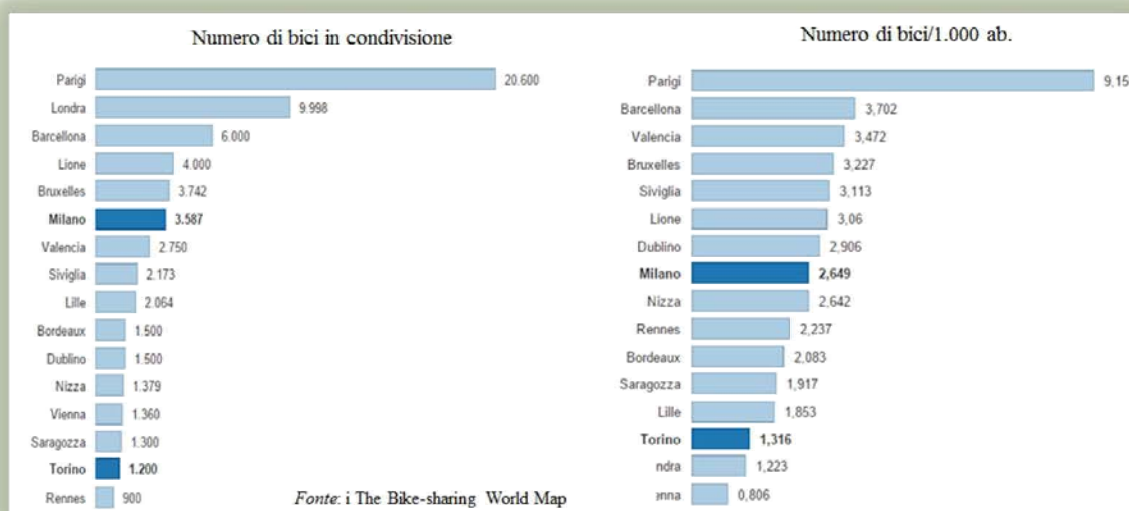 Numero di bici in condivisione
Parigi 20.600
Londra 9.998
Barcellona 6.000
Lione 4.000
Bruxelles 3.742
Milano 3.587
Valencia 2.750
Siviglia 2.173
Lille 2.064
Bordeaux 1.500
Dublino 1.500
Nizza 1.379
Vienna 1.360
Saragozza 1.300
Torino 1.200
Rennes 900
Fonte: i The Bike-sharing World Map
Numero di bici/1.000 ab.
Parigi 9,15
Barcellona 3,702
Valencia 3,472
Bruxelles 3,227
Siviglia 3,113
Lione 3,06
Dublino 2,906
Milano 2,649
Nizza 2,642
Rennes 2,237
Bordeaux 2,083
Saragozza 1,917
Lille 1,853
Torino 1,316
ndra 1,223
enna 0,806